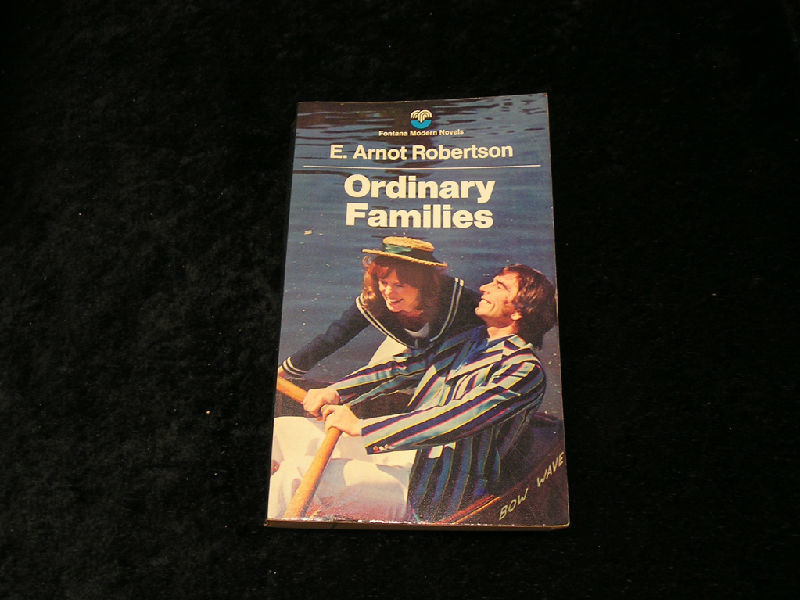 Fontana Modern Novels
E. Arnot Robertson
Ordinary
Families
BOW WAVE